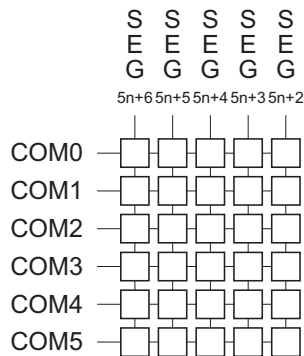 S S S S S
E E E E E
G G G G G
5n+6 5n+5 5n+4 5n+3 5n+2
COM0
COM1
COM2
COM3
COM4
COM5